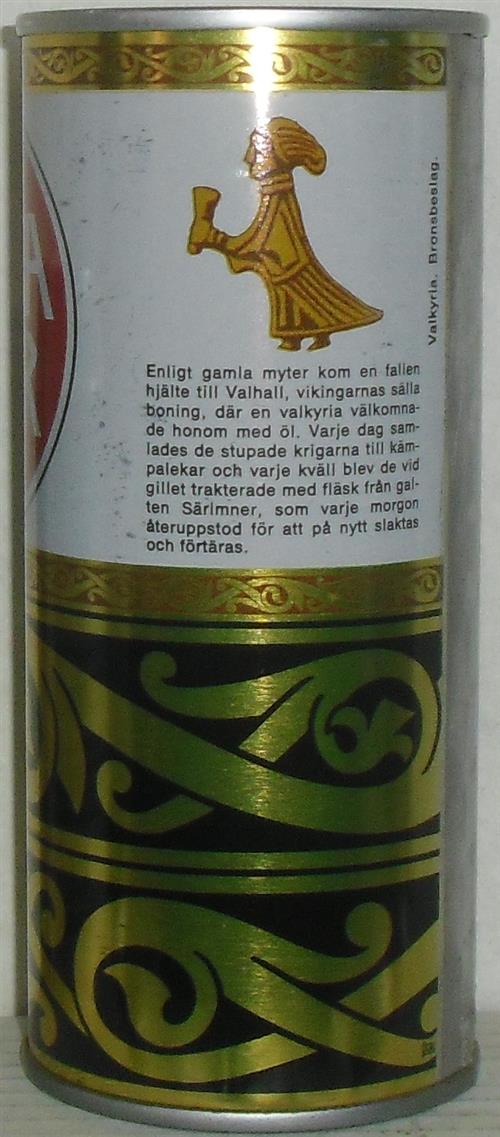 A
R
Valkyria. Bronsbeslag.
Enligt gamla myter kom en fallen
hjälte till Valhall, vikingarnas sälla
boning, där en valkyria välkomna-
de honom med öl. Varje dag sam-
lades de stupade krigarna till käm-
palekar och varje kväll blev de vid
gillet trakterade med fläsk från gal-
ten Särimner, som varje morgon
återuppstod för att på nytt slaktas
och förtäras.